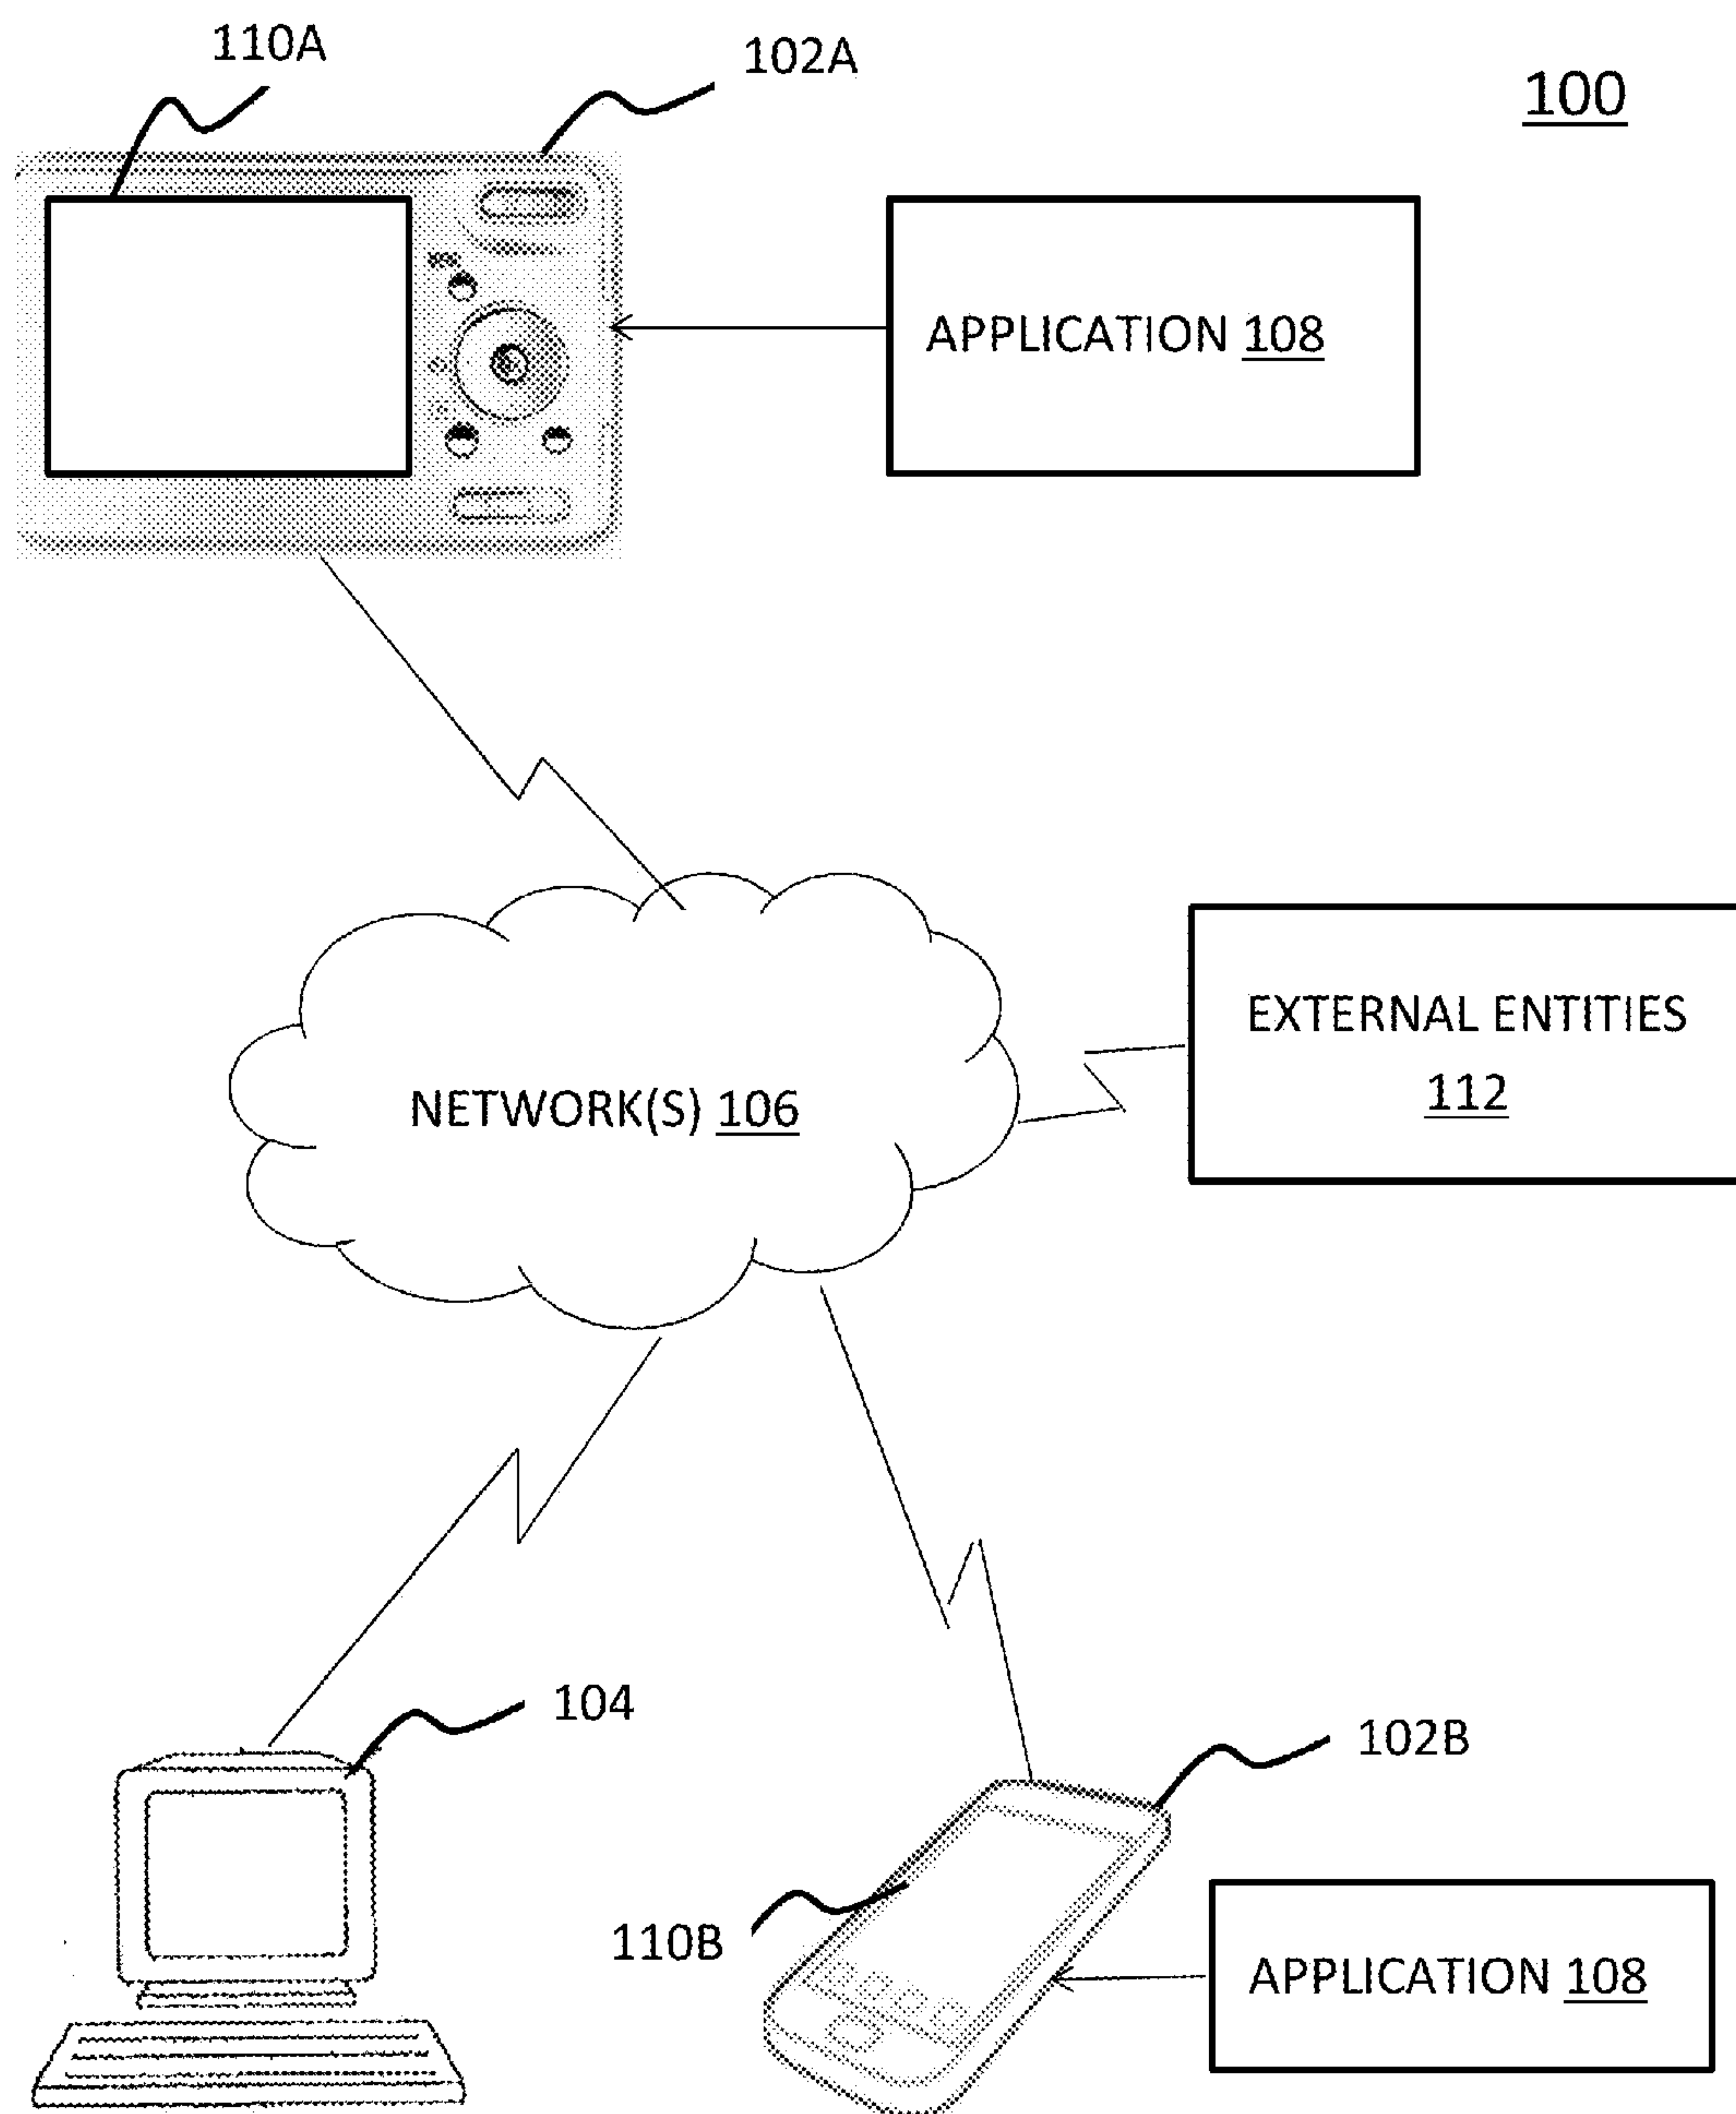 110A
102A
100
APPLICATION 108
EXTERNAL ENTITIES
112
NETWORK(S) 106
104
102B
110B
APPLICATION 108